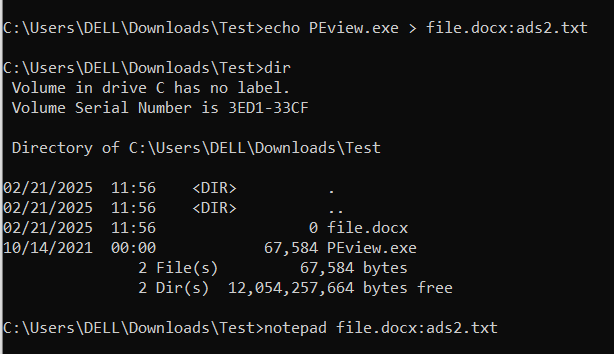 C:\Users\DELL\Downloads\Test>echo PEview.exe > file.docx:ads2.txt
C:\Users\DELL\Downloads\Test>dir
Volume in drive C has no label.
Volume Serial Number is 3ED1-33CF
Directory of C:\Users\DELL\Downloads\Test
02/21/2025  11:56    <DIR>          .
02/21/2025  11:56    <DIR>          ..
02/21/2025  11:56                 0 file.docx
10/14/2021  00:00            67,584 PEview.exe
2 File(s)         67,584 bytes
2 Dir(s)  12,054,257,664 bytes free
C:\Users\DELL\Downloads\Test>notepad file.docx:ads2.txt